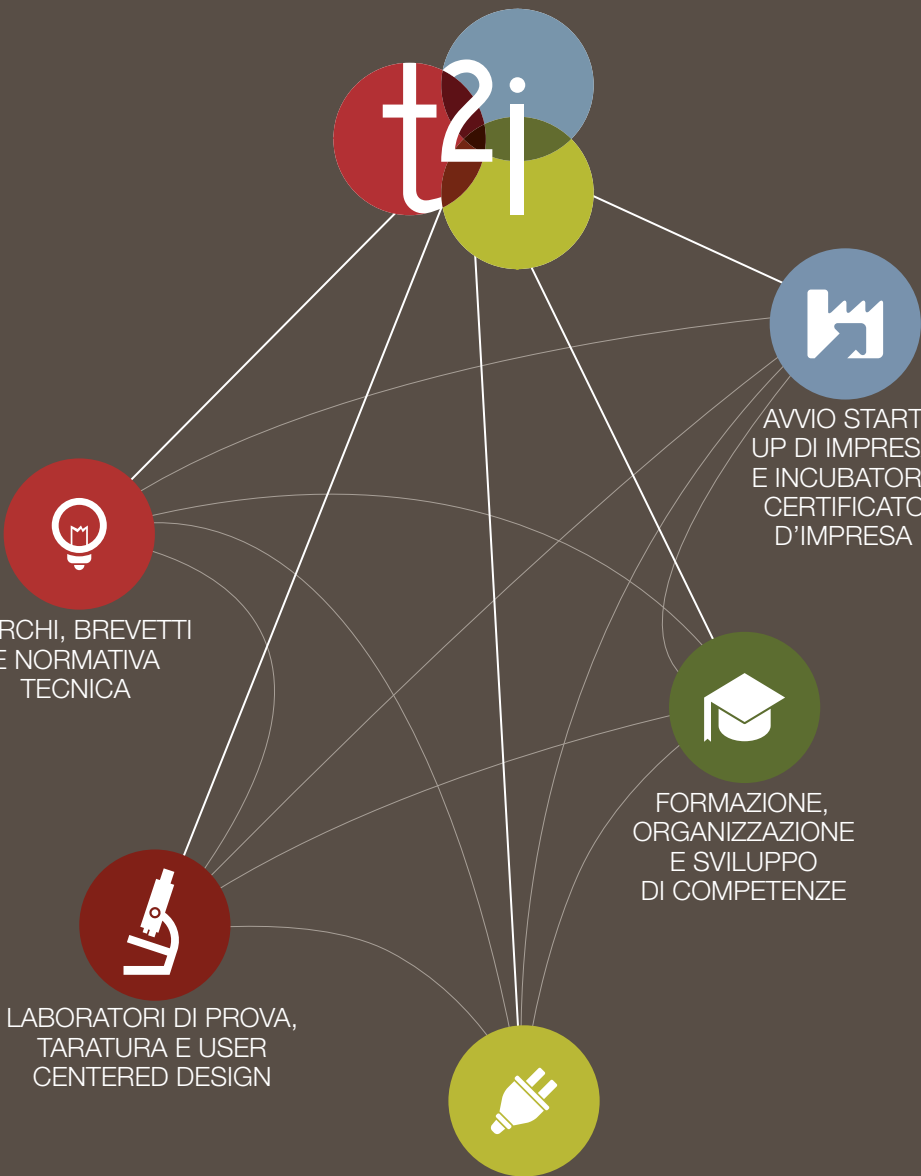 t2i
AVVIO START
UP DI IMPRES
E INCUBATOR
CERTIFICATO
D'IMPRESA
RCHI, BREVETTI
E NORMATIVA
TECNICA
FORMAZIONE,
ORGANIZZAZIONE
E SVILUPPO
DI COMPETENZE
LABORATORI DI PROVA,
TARATURA E USER
CENTERED DESIGN